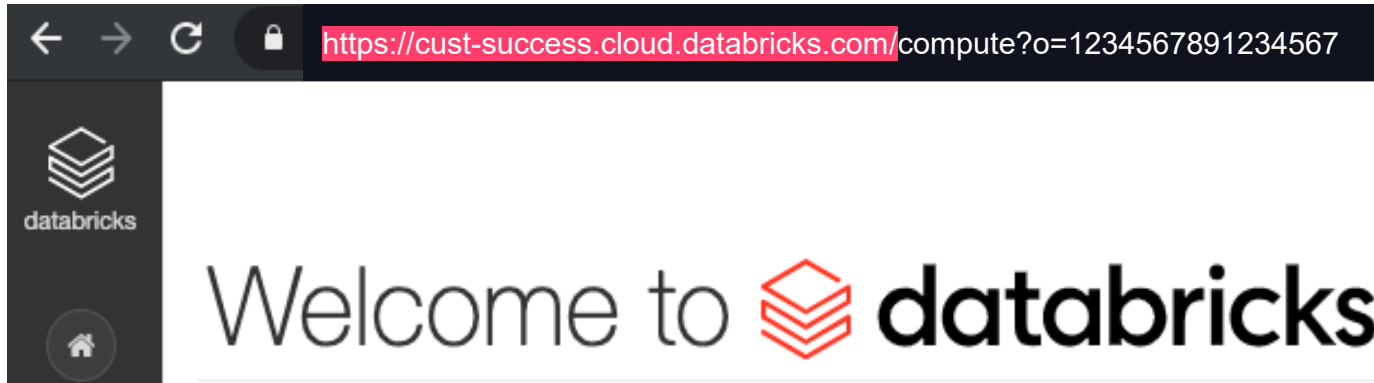 https://cust-success.cloud.databricks.com/compute?o=1234567891234567
databricks
Welcome to databricks